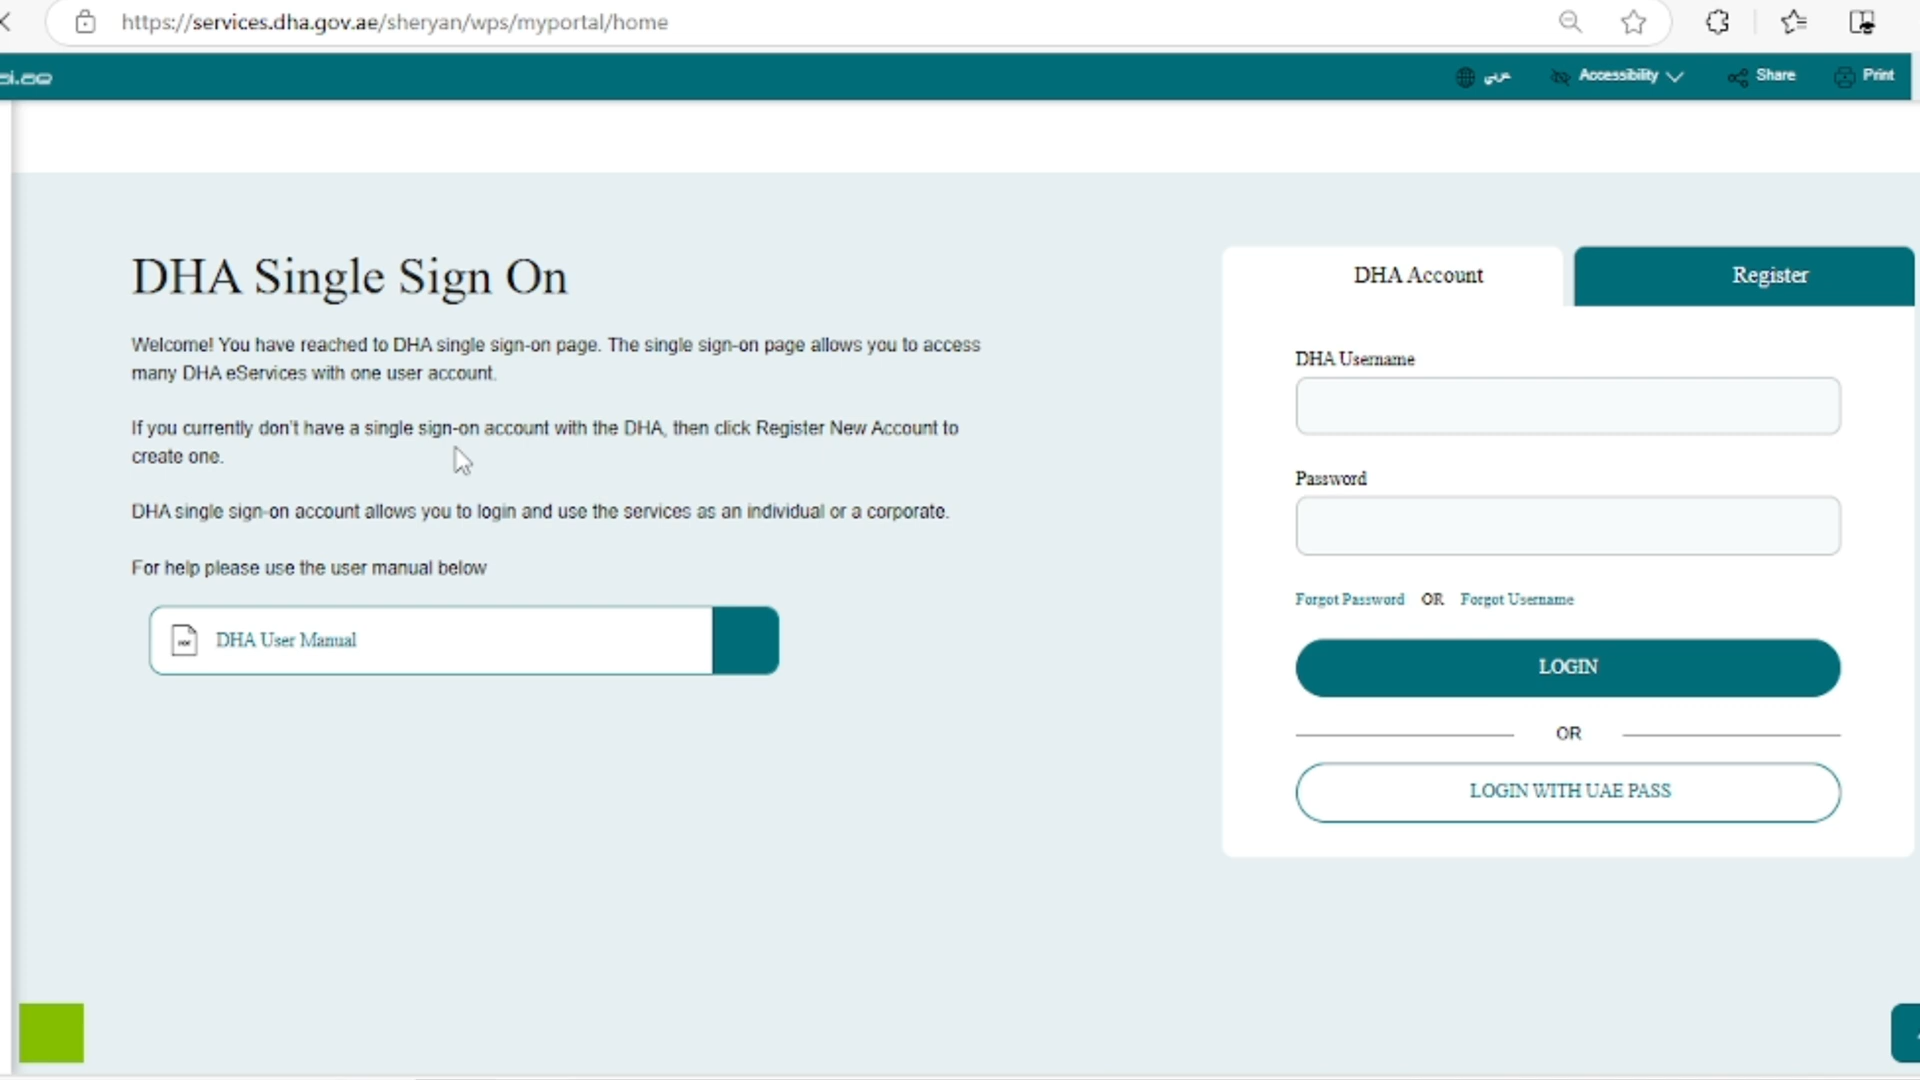 https://services.dha.gov.ae/sheryan/wps/myportal/home
عربي
Accessibility
Share
Print
DHA Single Sign On
Welcome! You have reached to DHA single sign-on page. The single sign-on page allows you to access
many DHA eServices with one user account.
If you currently don't have a single sign-on account with the DHA, then click Register New Account to
create one.
DHA single sign-on account allows you to login and use the services as an individual or a corporate.
For help please use the user manual below
PDF
DHA User Manual
DHA Account
Register
DHA Username
Password
Forgot Password OR Forgot Username
LOGIN
OR
LOGIN WITH UAE PASS